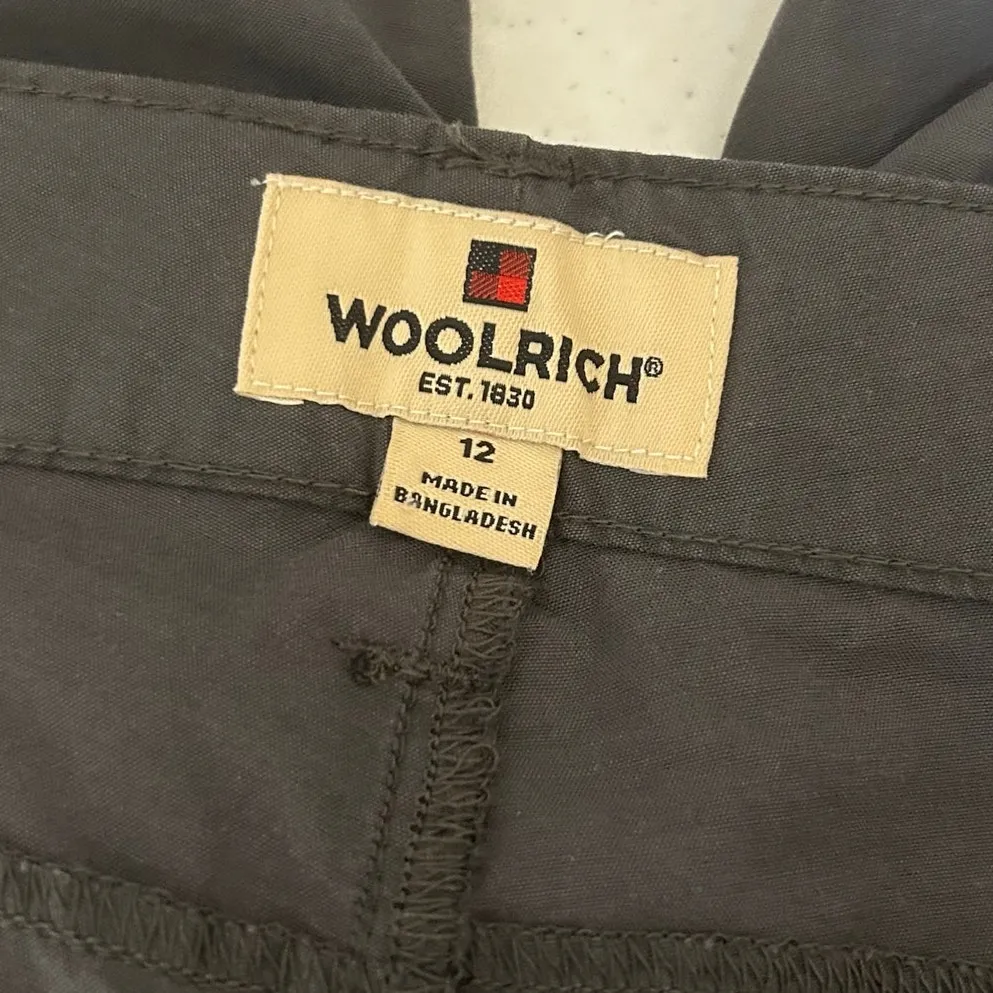 WOOLRICH®
EST. 1830
12
MADE IN
BANGLADESH